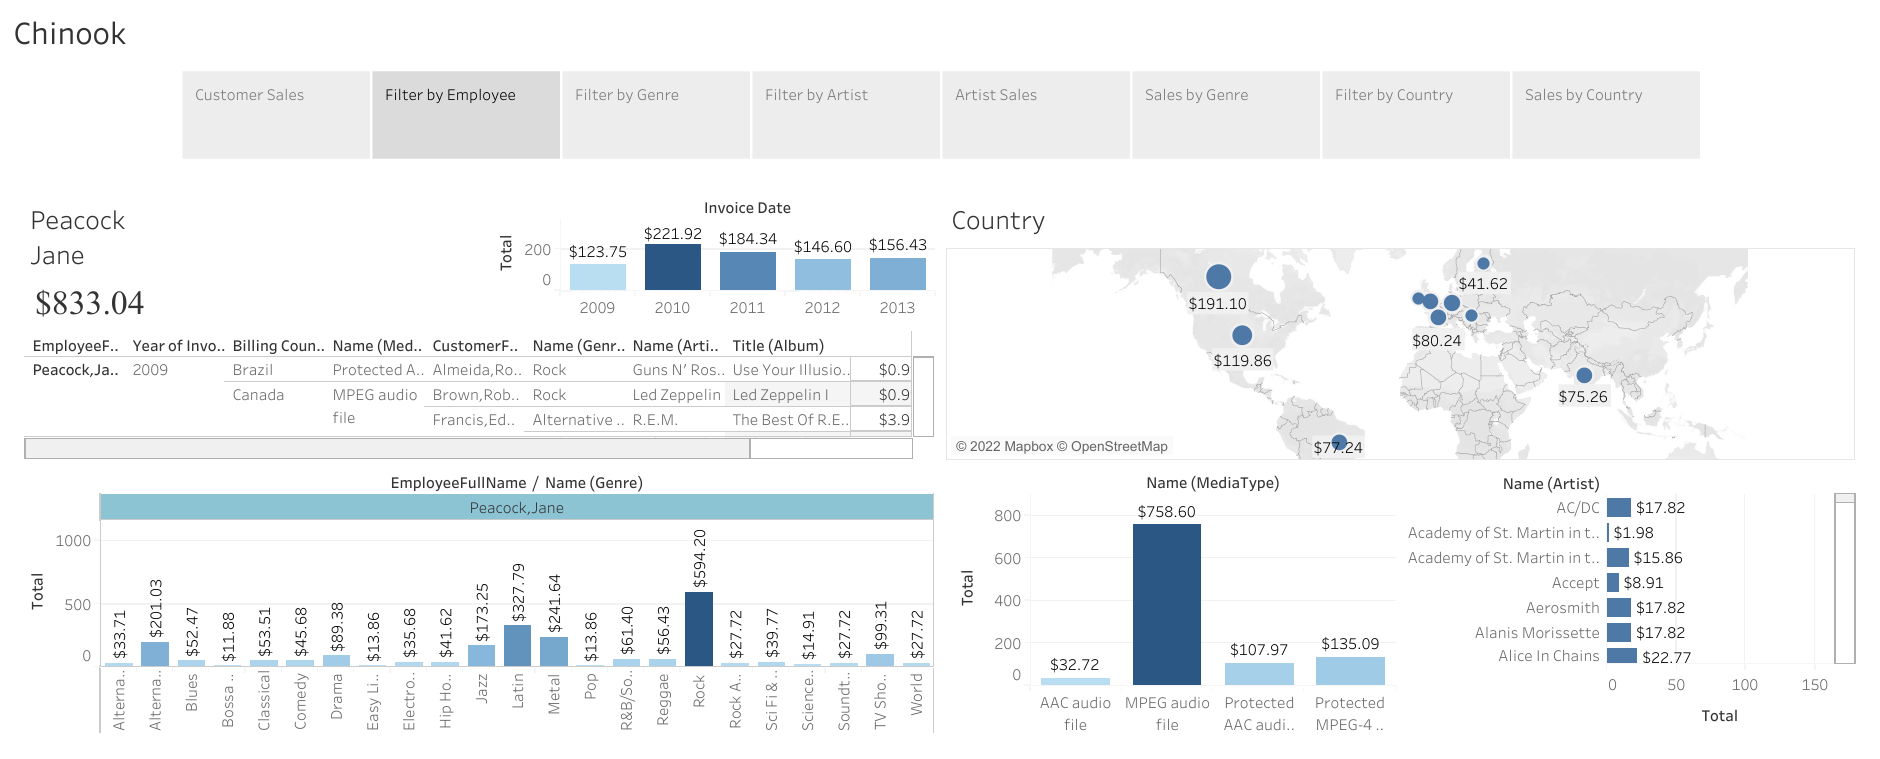 Chinook
Customer Sales
Filter by Employee
Filter by Genre
Filter by Artist
Artist Sales
Sales by Genre
Filter by Country
Sales by Country
Peacock
Jane
$833.04
Invoice Date
Total
200
0
$123.75
$221.92
$184.34
$146.60
$156.43
2009
2010
2011
2012
2013
EmployeeF.. Year of Invo.. Billing Coun.. Name (Med.. CustomerF.. Name (Genr.. Name (Arti.. Title (Album)
Peacock,Ja.. 2009 Brazil Protected A.. Almeida,Ro.. Rock Guns N’ Ros.. Use Your Illusio.. $0.9
Canada MPEG audio Brown,Rob.. Rock Led Zeppelin Led Zeppelin I $0.9
file Francis,Ed.. Alternative .. R.E.M. The Best Of R.E.. $3.9
Country
$191.10
$119.86
$41.62
$80.24
$75.26
$77.24
© 2022 Mapbox © OpenStreetMap
EmployeeFullName / Name (Genre)
Peacock,Jane
Total
1000
500
0
$33.71
$201.03
$52.47
$11.88
$53.51
$45.68
$89.38
$13.86
$35.68
$41.62
$173.25
$327.79
$241.64
$13.86
$61.40
$56.43
$594.20
$27.72
$39.77
$14.91
$27.72
$99.31
$27.72
Alterna..
Alterna..
Blues
Bossa ..
Classical
Comedy
Drama
Easy Li..
Electro..
Hip Ho..
Jazz
Latin
Metal
Pop
R&B/So..
Reggae
Rock
Rock A..
Sci Fi & ..
Science..
Soundt..
TV Sho..
World
Name (MediaType)
Total
800
600
400
200
0
$32.72
$758.60
$107.97
$135.09
AAC audio
file
MPEG audio
file
Protected
AAC audi..
Protected
MPEG-4 ..
Name (Artist)
AC/DC $17.82
Academy of St. Martin in t.. $1.98
Academy of St. Martin in t.. $15.86
Accept $8.91
Aerosmith $17.82
Alanis Morissette $17.82
Alice In Chains $22.77
0 50 100 150
Total